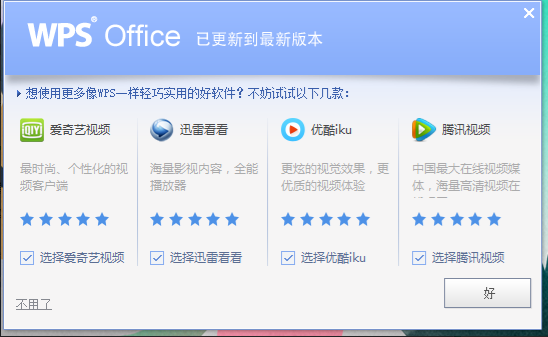 WPS® Office 已更新到最新版本
想使用更多像WPS一样轻巧实用的好软件？不妨试试以下几款：
iQIYI 爱奇艺视频
最时尚、个性化的视
频客户端
选择爱奇艺视频
迅雷看看
海量影视内容，全能
播放器
选择迅雷看看
优酷iku
更炫的视觉效果，更
优质的视频体验
选择优酷iku
腾讯视频
中国最大在线视频媒
体，海量高清视频在
选择腾讯视频
不用了
好